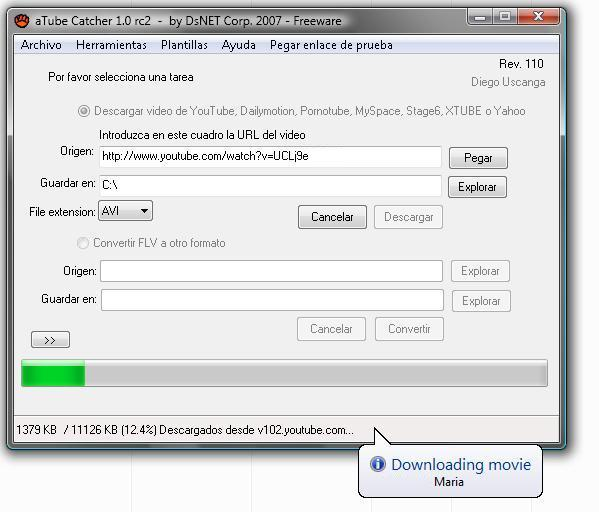 aTube Catcher 1.0 rc2 - by DsNET Corp. 2007 - Freeware
Archivo Herramientas Plantillas Ayuda Pegar enlace de prueba
Rev. 110
Por favor selecciona una tarea
Diego Uscanga
Descargar video de YouTube, Dailymotion, Pornotube, MySpace, Stage6, XTUBE o Yahoo
Introduzca en este cuadro la URL del video
Origen: http://www.youtube.com/watch?v=UCLj9e Pegar
Guardar en: C:\ Explorar
File extension: AVI Cancelar Descargar
Convertir FLV a otro formato
Origen: Explorar
Guardar en: Explorar
Cancelar Convertir
>>
1379 KB / 11126 KB (12.4%) Descargados desde v102.youtube.com...
Downloading movie
Maria